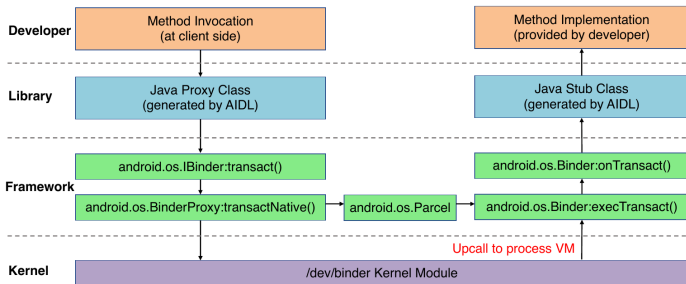 Developer
Method Invocation
(at client side)
Method Implementation
(provided by developer)
Library
Java Proxy Class
(generated by AIDL)
Java Stub Class
(generated by AIDL)
Framework
android.os.IBinder:transact()
android.os.Binder:onTransact()
android.os.BinderProxy:transactNative()
android.os.Parcel
android.os.Binder:execTransact()
Upcall to process VM
Kernel
/dev/binder Kernel Module